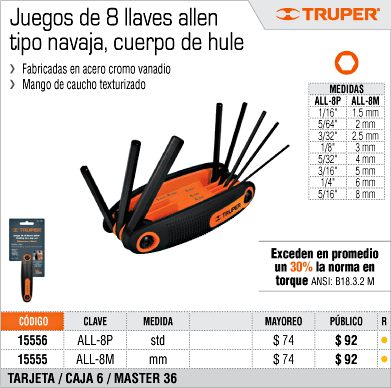 Juegos de 8 llaves allen
tipo navaja, cuerpo de hule
TRUPER®
❯ Fabricadas en acero cromo vanadio
❯ Mango de caucho texturizado
MEDIDAS
ALL-8P ALL-8M
1/16" 1.5 mm
5/64" 2 mm
3/32" 2.5 mm
1/8" 3 mm
5/32" 4 mm
3/16" 5 mm
1/4" 6 mm
5/16" 8 mm
TRUPER
Exceden en promedio
un 30% la norma en
torque ANSI: B18.3.2 M
CÓDIGO CLAVE MEDIDA MAYOREO PÚBLICO R
15556 ALL-8P std $ 74 $ 92
15555 ALL-8M mm $ 74 $ 92
TARJETA / CAJA 6 / MASTER 36